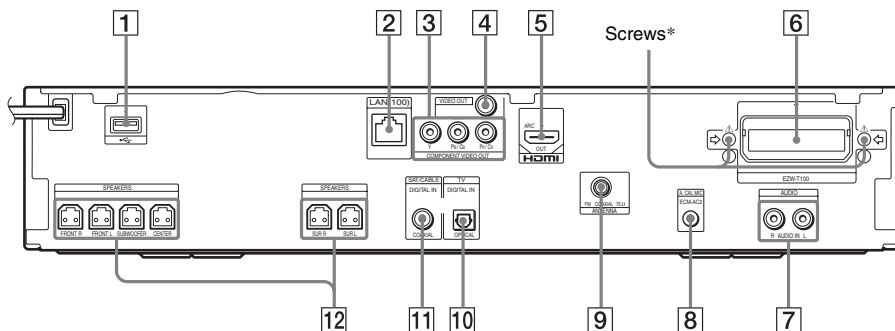 1
2
3
4
5
Screws*
6
LAN(100)
VIDEO OUT
Y
PB / CB
PR / CR
COMPONENT VIDEO OUT
ARC
OUT
HDMI
EZW-T100
SPEAKERS
FRONT R
FRONT L
SUBWOOFER
CENTER
SPEAKERS
SUR R
SUR L
SAT/CABLE
DIGITAL IN
COAXIAL
TV
DIGITAL IN
OPTICAL
FM COAXIAL 75Ω
ANTENNA
A. CAL MIC
ECM-AC2
AUDIO
R AUDIO IN L
12
11
10
9
8
7